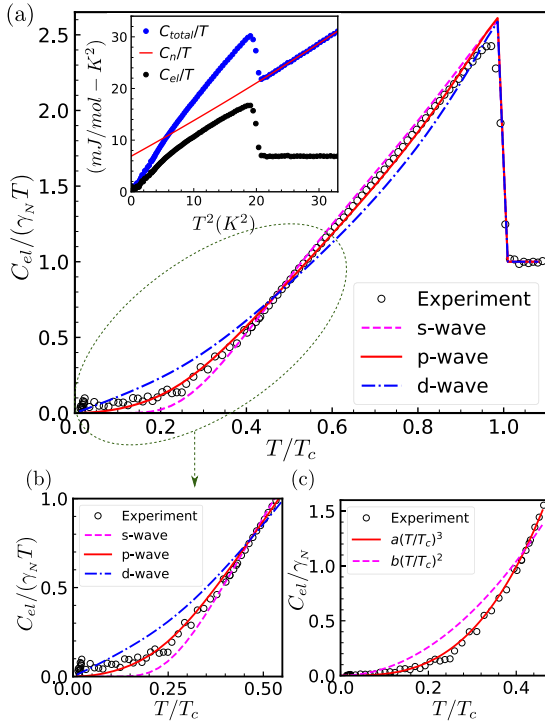 (a)
C_el/(γ_N T)
2.5
2.0
1.5
1.0
0.5
0.0
0.0 0.2 0.4 0.6 0.8 1.0
T/T_c
(mJ/mol − K²)
30
20
10
0
0 10 20 30
T²(K²)
C_total/T
C_n/T
C_el/T
Experiment
s-wave
p-wave
d-wave
(b)
C_el/(γ_N T)
1.0
0.5
0.0
0.00 0.25 0.50
T/T_c
Experiment
s-wave
p-wave
d-wave
(c)
C_el/γ_N
1.5
1.0
0.5
0.0
0.0 0.2 0.4
T/T_c
Experiment
a(T/T_c)³
b(T/T_c)²